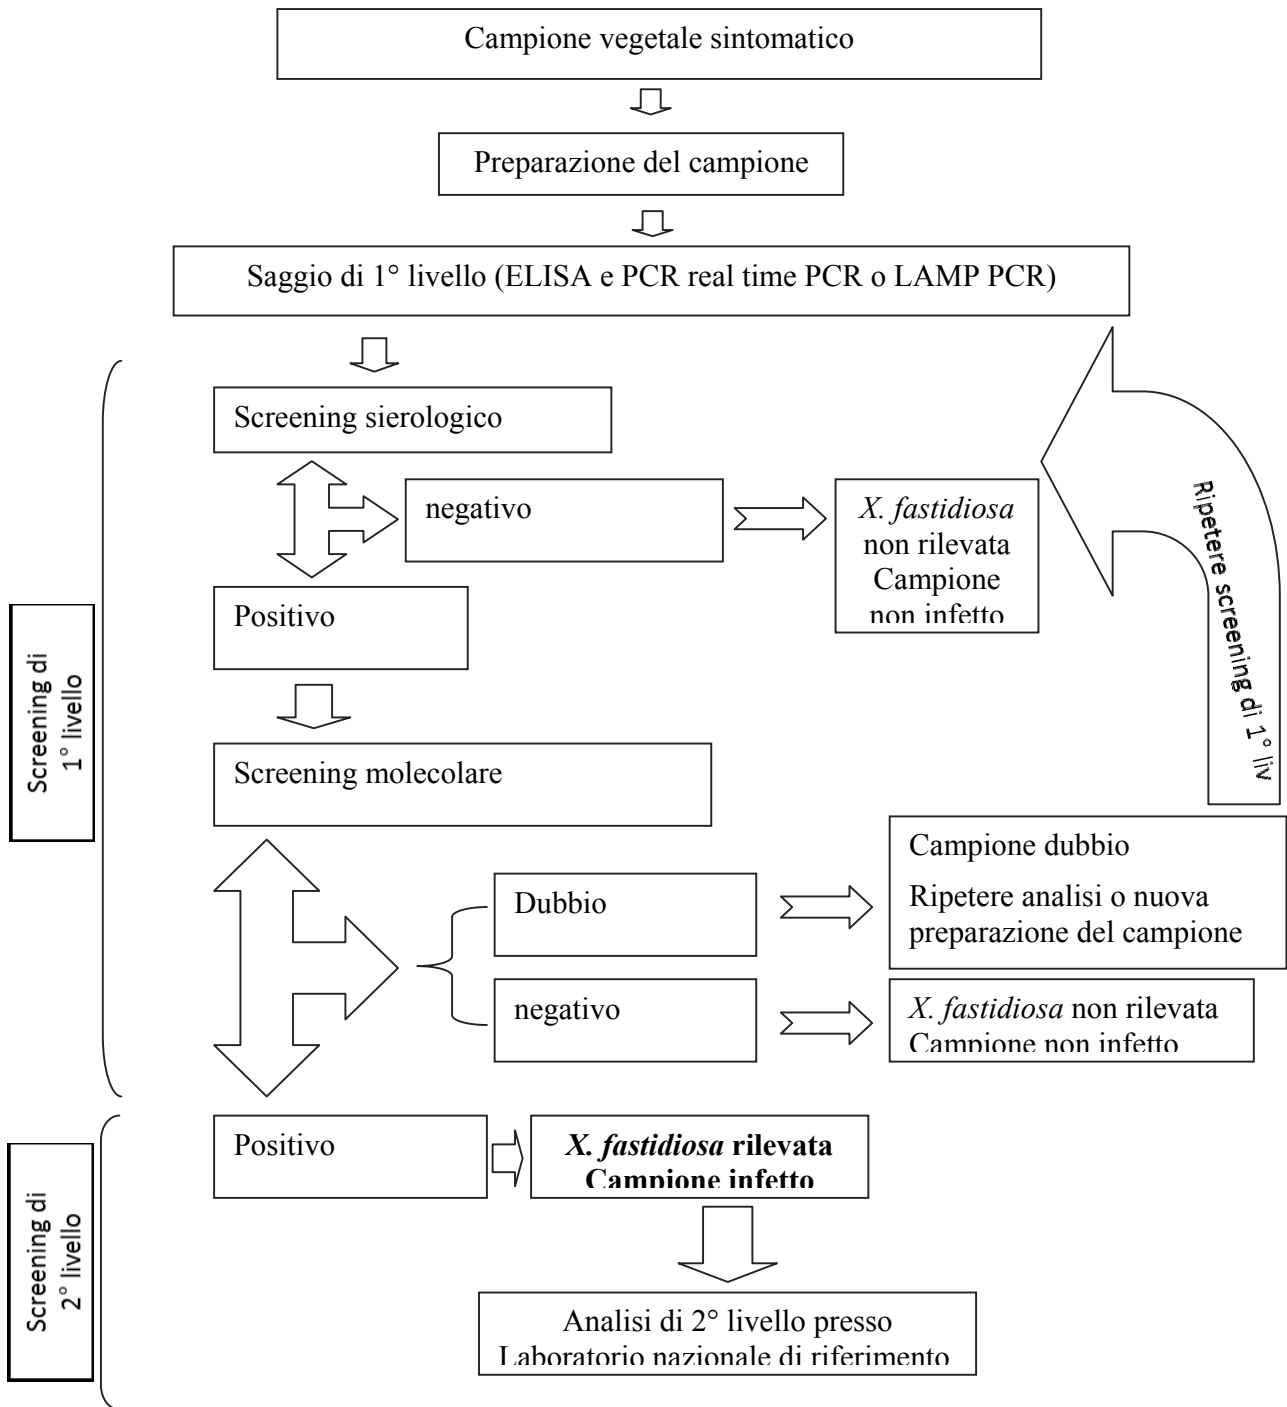 Campione vegetale sintomatico
Preparazione del campione
Saggio di 1° livello (ELISA e PCR real time PCR o LAMP PCR)
Screening sierologico
negativo
X. fastidiosa
non rilevata
Campione
non infetto
Positivo
Ripetere screening di 1° liv
Screening di
1° livello
Screening molecolare
Dubbio
Campione dubbio
Ripetere analisi o nuova
preparazione del campione
negativo
X. fastidiosa non rilevata
Campione non infetto
Positivo
X. fastidiosa rilevata
Campione infetto
Screening di
2° livello
Analisi di 2° livello presso
Laboratorio nazionale di riferimento